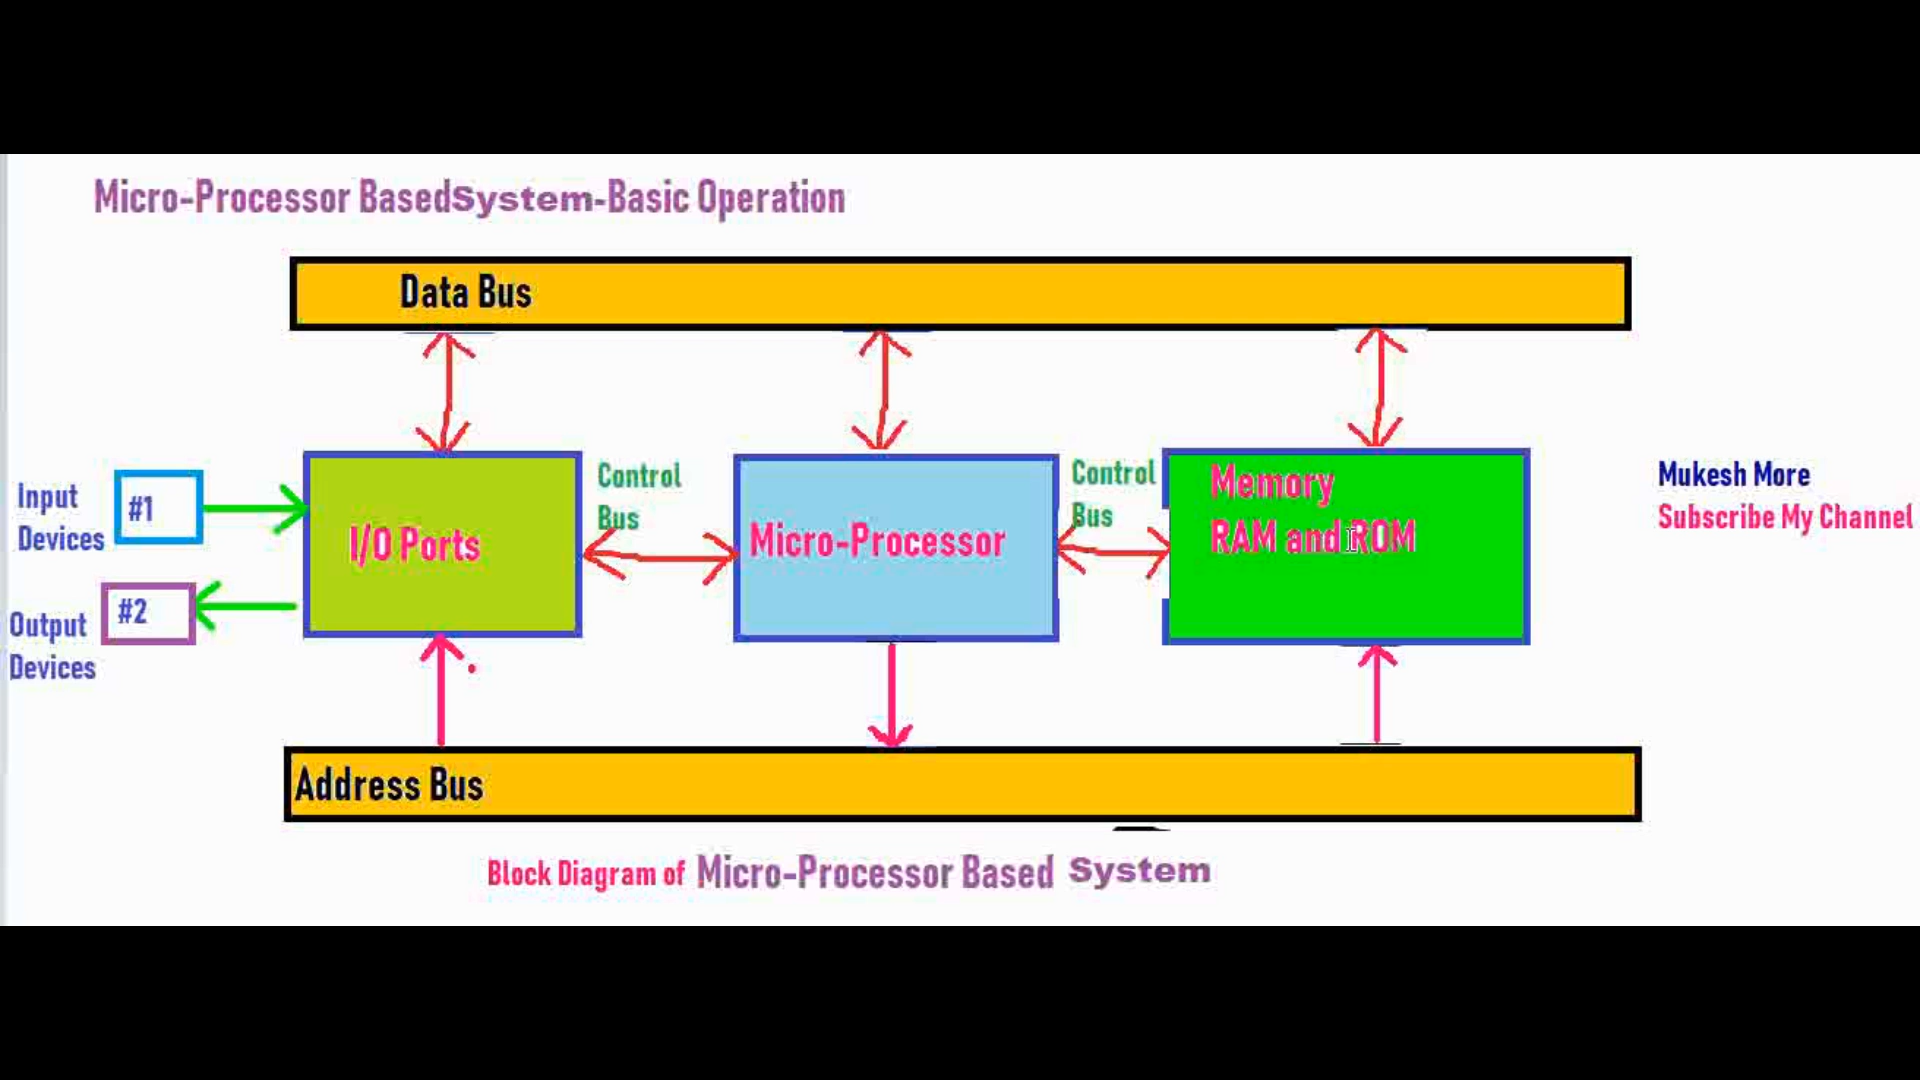 Micro-Processor BasedSystem-Basic Operation
Data Bus
Input
Devices
#1
I/O Ports
Control
Bus
Micro-Processor
Control
Bus
Memory
RAM and ROM
Mukesh More
Subscribe My Channel
#2
Output
Devices
Address Bus
Block Diagram of Micro-Processor Based System